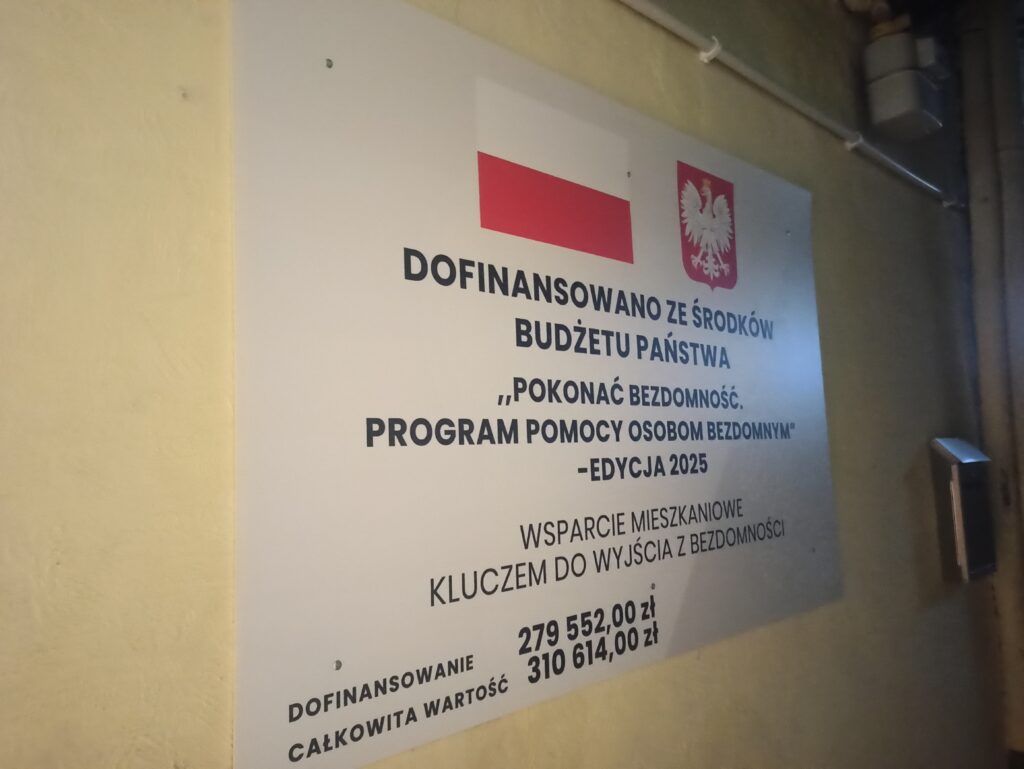 DOFINANSOWANO ZE ŚRODKÓW
BUDŻETU PAŃSTWA
,,POKONAĆ BEZDOMNOŚĆ.
PROGRAM POMOCY OSOBOM BEZDOMNYM"
-EDYCJA 2025
WSPARCIE MIESZKANIOWE
KLUCZEM DO WYJŚCIA Z BEZDOMNOŚCI
DOFINANSOWANIE 279 552,00 zł
CAŁKOWITA WARTOŚĆ 310 614,00 zł